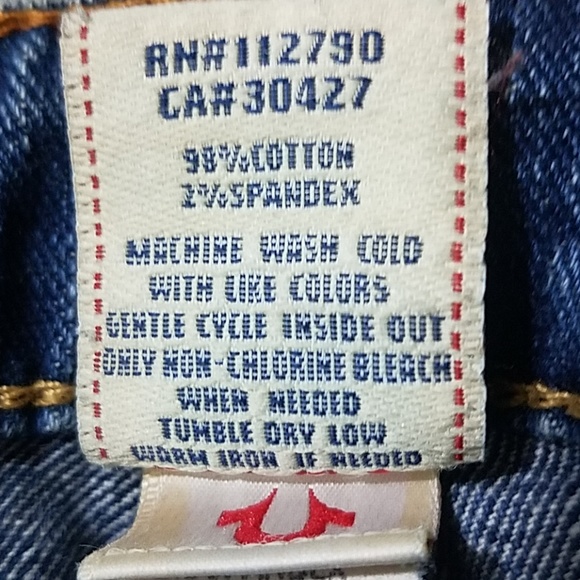 RN#112790
CA#30427
98%COTTON
2%SPANDEX
MACHINE WASH COLD
WITH LIKE COLORS
GENTLE CYCLE INSIDE OUT
ONLY NON-CHLORINE BLEACH
WHEN NEEDED
TUMBLE DRY LOW
WARM IRON IF NEEDED